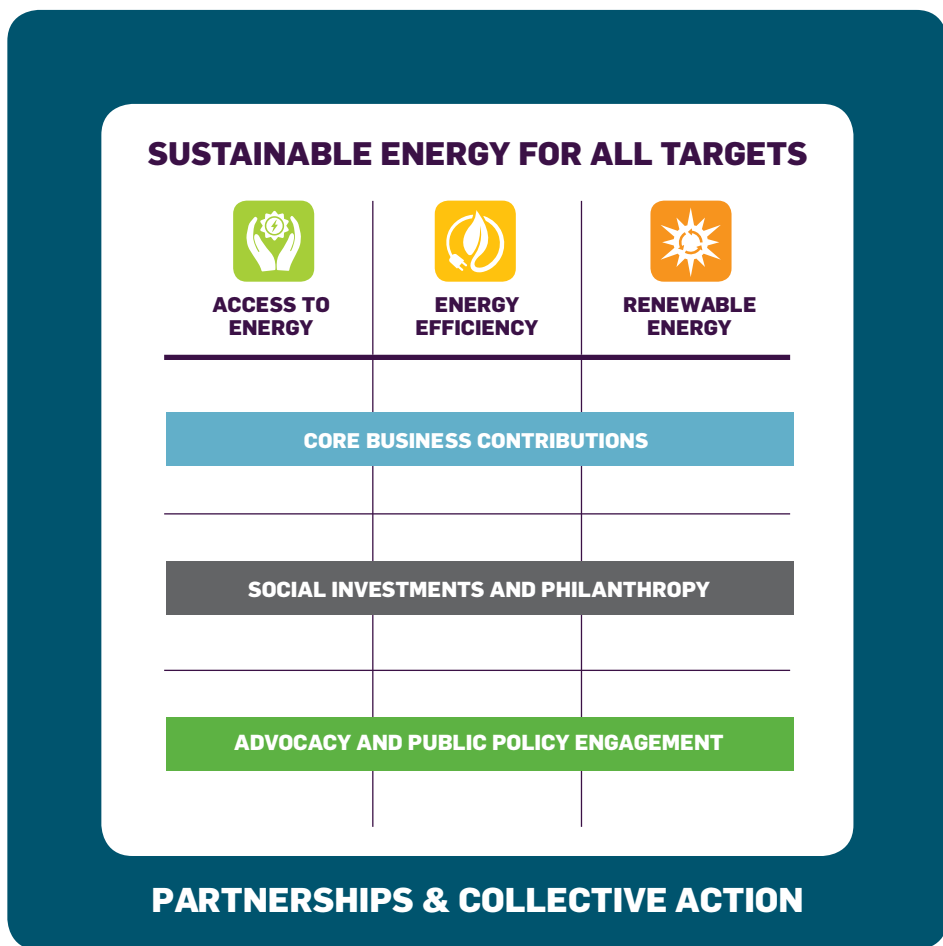 SUSTAINABLE ENERGY FOR ALL TARGETS
ACCESS TO
ENERGY
ENERGY
EFFICIENCY
RENEWABLE
ENERGY
CORE BUSINESS CONTRIBUTIONS
SOCIAL INVESTMENTS AND PHILANTHROPY
ADVOCACY AND PUBLIC POLICY ENGAGEMENT
PARTNERSHIPS & COLLECTIVE ACTION